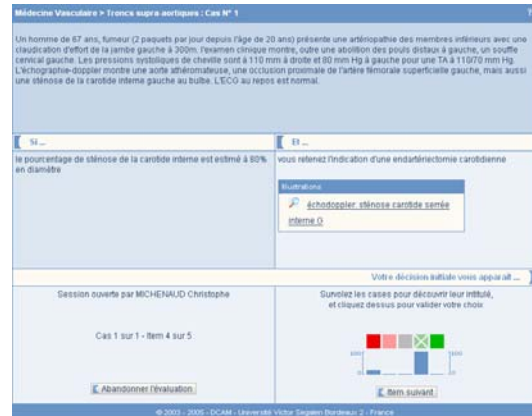 Médecine Vasculaire > Troncs supra-aortiques : Cas N° 1 ?
Un homme de 67 ans, fumeur (2 paquets par jour depuis l'âge de 20 ans) présente une artériopathie des membres inférieurs avec une
claudication d'effort de la jambe gauche à 300m. l'examen clinique montre, outre une abolition des pouls distaux à gauche, un souffle
cervical gauche. Les pressions systoliques de cheville sont à 110 mm à droite et 80 mm Hg à gauche pour une TA à 110/70 mm Hg.
L'échographie-doppler montre une aorte athéromateuse, une occlusion proximale de l'artère fémorale superficielle gauche, mais aussi
une sténose de la carotide interne gauche au bulbe. L'ECG au repos est normal.
Si ...
Et ...
le pourcentage de sténose de la carotide interne est estimé à 80%
en diamètre
vous retenez l'indication d'une endartériectomie carotidienne
Illustrations
échodoppler: sténose carotide serrée
interne G
Votre décision initiale vous apparaît ...
Session ouverte par MICHENAUD Christophe
Cas 1 sur 1 - Item 4 sur 5
Abandonner l'évaluation
Survolez les cases pour découvrir leur intitulé,
et cliquez dessus pour valider votre choix
100 100
0 0
Item suivant
© 2003 - 2005 - DCAM - Université Victor Segalen Bordeaux 2 - France